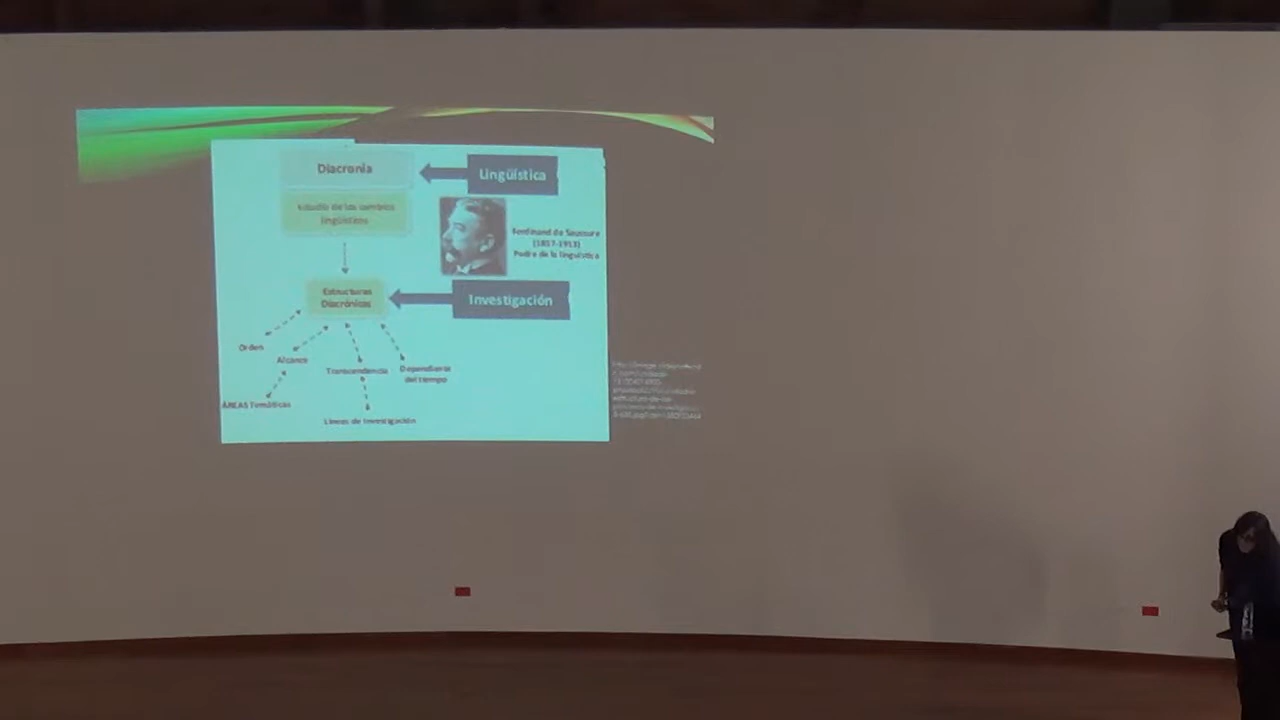 Diacronía
Lingüística
Estudio de los cambios
lingüísticos
Ferdinand de Saussure
(1857-1913)
Padre de la lingüística
Estructuras
Diacrónicas
Investigación
Orden
Alcance
Transcendencia
Dependiente
del tiempo
ÁREAS Temáticas
Líneas de Investigación